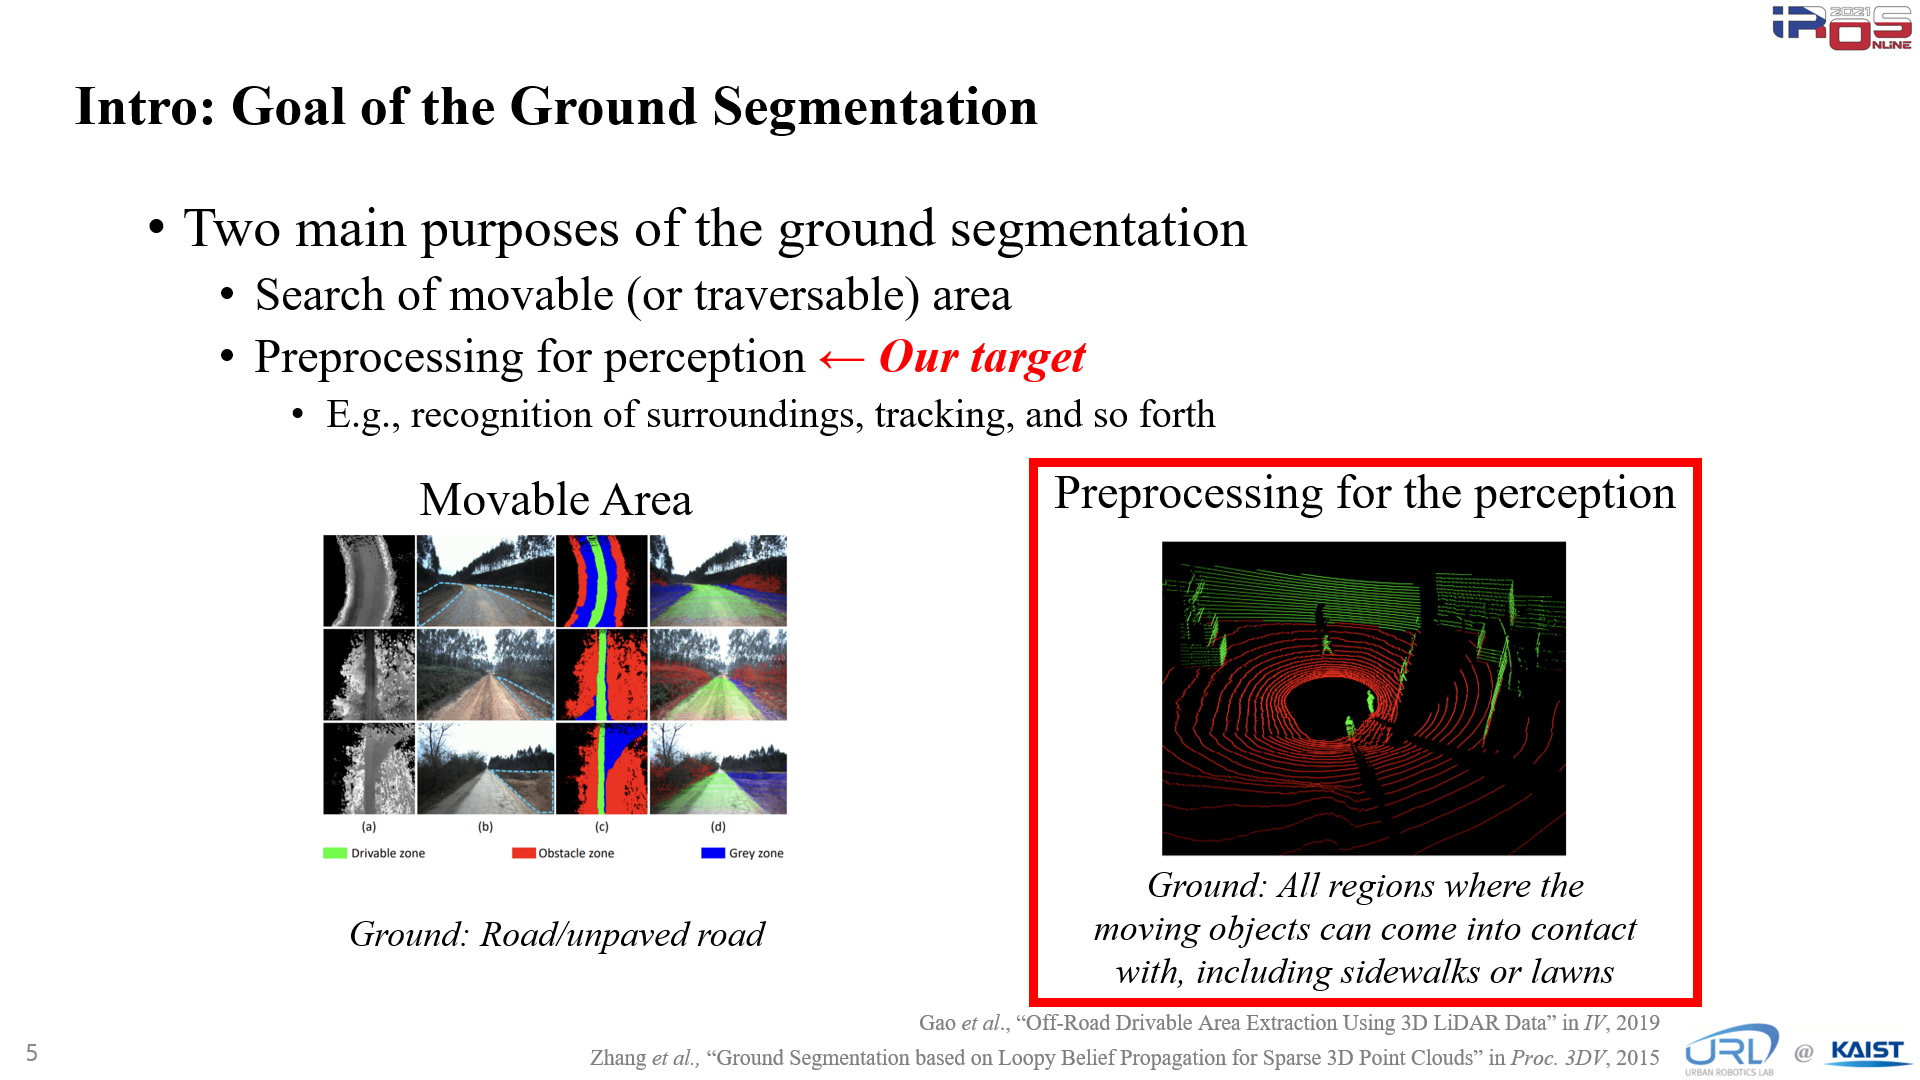 iROS 2021 ONLINE
Intro: Goal of the Ground Segmentation
• Two main purposes of the ground segmentation
• Search of movable (or traversable) area
• Preprocessing for perception ← Our target
• E.g., recognition of surroundings, tracking, and so forth
Movable Area
(a) (b) (c) (d)
Drivable zone Obstacle zone Grey zone
Ground: Road/unpaved road
Preprocessing for the perception
Ground: All regions where the
moving objects can come into contact
with, including sidewalks or lawns
Gao et al., “Off-Road Drivable Area Extraction Using 3D LiDAR Data” in IV, 2019
Zhang et al., “Ground Segmentation based on Loopy Belief Propagation for Sparse 3D Point Clouds” in Proc. 3DV, 2015
5
URL
URBAN ROBOTICS LAB
@ KAIST